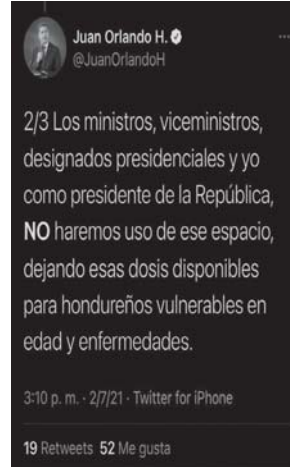 Juan Orlando H.
@JuanOrlandoH
2/3 Los ministros, viceministros,
designados presidenciales y yo
como presidente de la República,
NO haremos uso de ese espacio,
dejando esas dosis disponibles
para hondureños vulnerables en
edad y enfermedades.
3:10 p. m. · 2/7/21 · Twitter for iPhone
19 Retweets 52 Me gusta